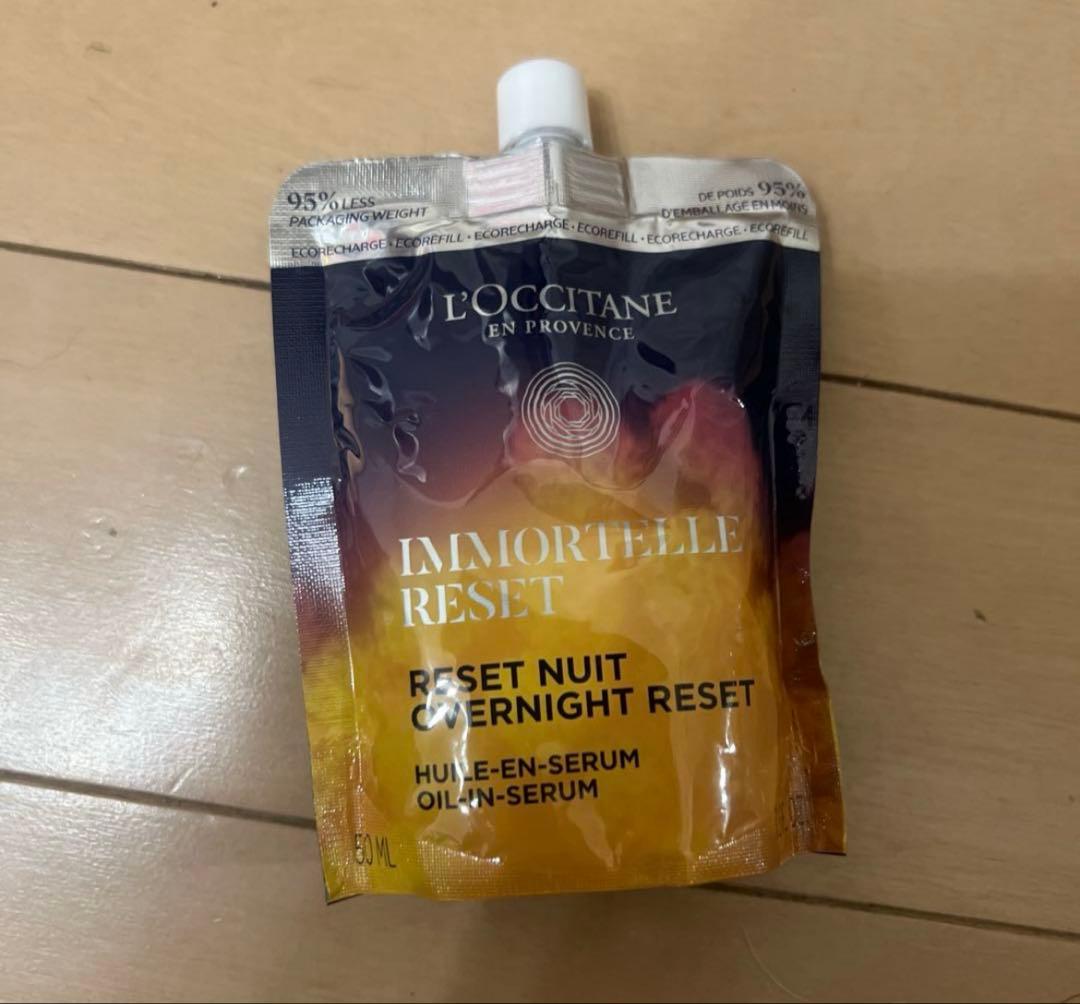 95% LESS
PACKAGING WEIGHT
DE POIDS 95%
D'EMBALLAGE EN MOINS
ECORECHARGE • ECOREFILL • ECORECHARGE • ECOREFILL • ECORECHARGE • ECOREFILL
L'OCCITANE
EN PROVENCE
IMMORTELLE
RESET
RESET NUIT
OVERNIGHT RESET
HUILE-EN-SERUM
OIL-IN-SERUM
50 ML